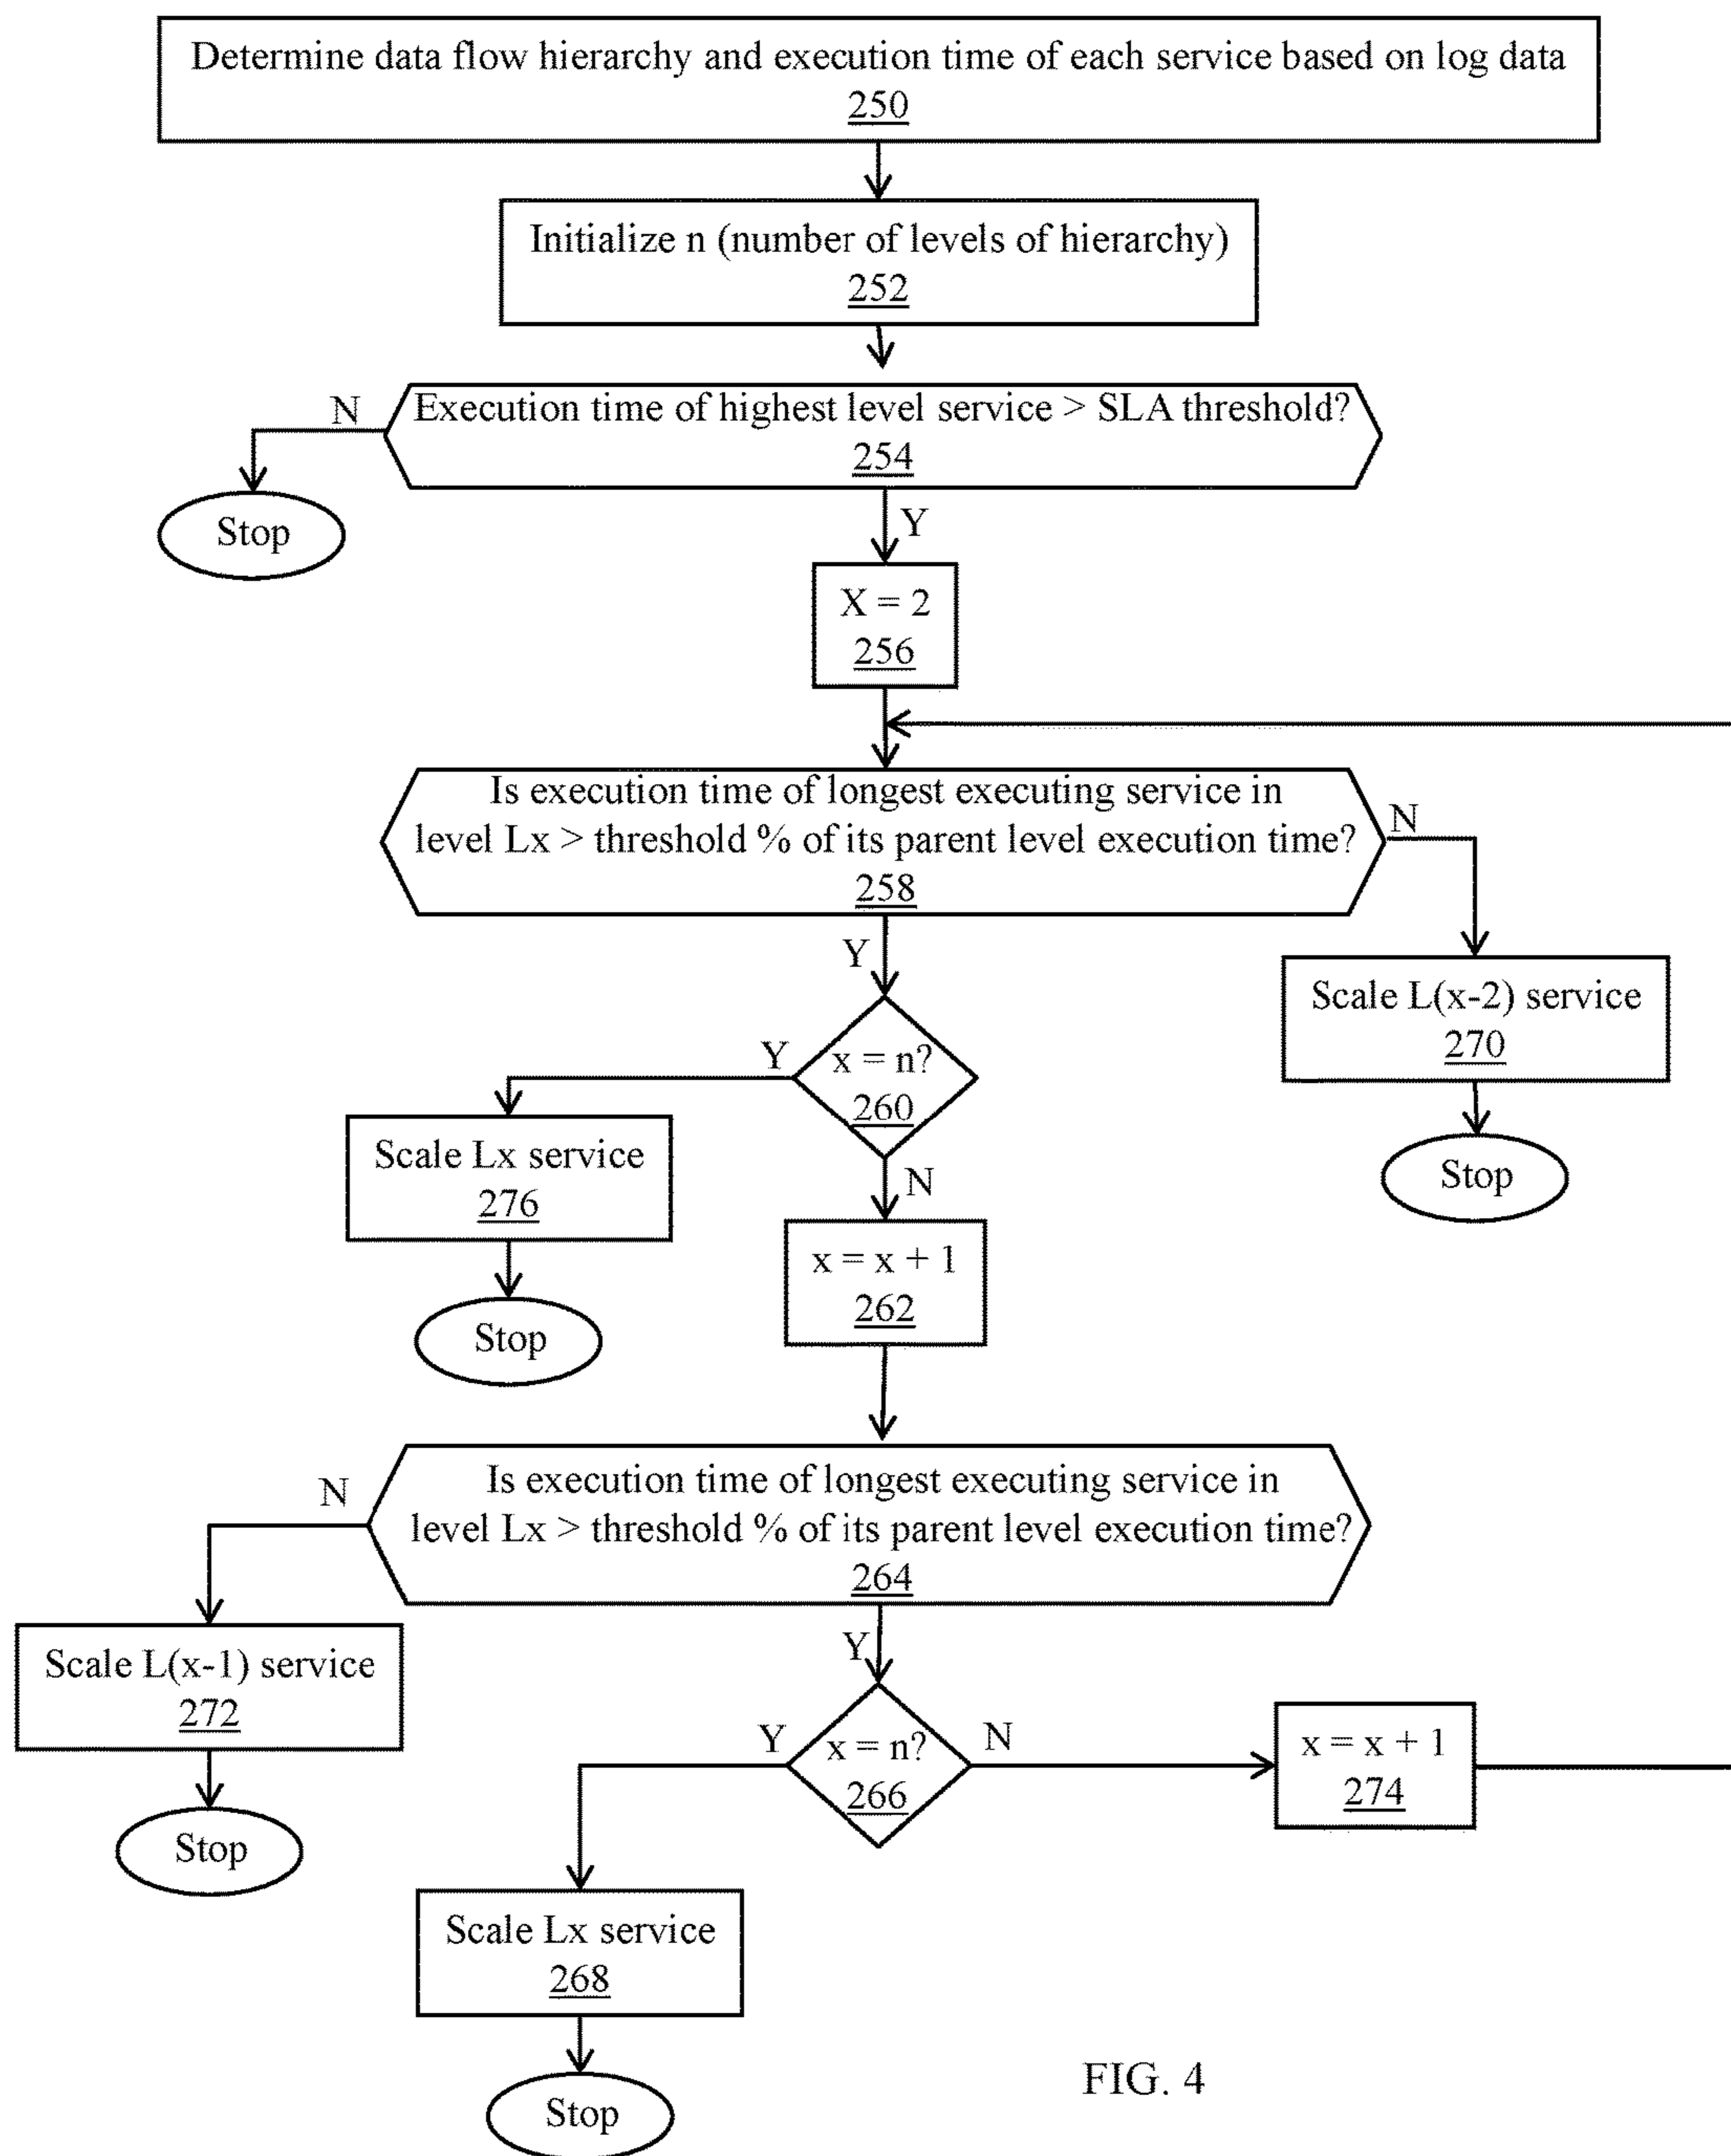 Determine data flow hierarchy and execution time of each service based on log data
250
Initialize n (number of levels of hierarchy)
252
Execution time of highest level service > SLA threshold?
254
N
Stop
Y
X = 2
256
Is execution time of longest executing service in
level Lx > threshold % of its parent level execution time?
258
N
Y
Scale L(x-2) service
270
Stop
x = n?
260
Y
Scale Lx service
276
Stop
N
x = x + 1
262
Is execution time of longest executing service in
level Lx > threshold % of its parent level execution time?
264
N
Scale L(x-1) service
272
Stop
Y
x = n?
266
Y
N
x = x + 1
274
Scale Lx service
268
Stop
FIG. 4